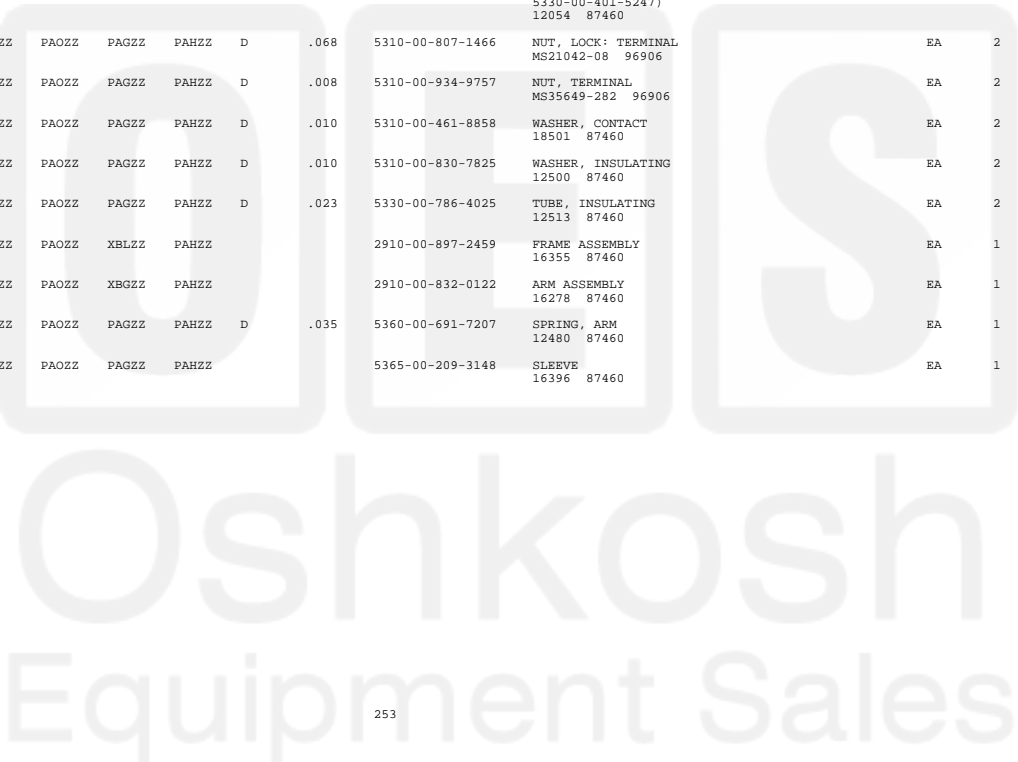 5330-00-401-5247)
12054 87460
ZZ PAOZZ PAGZZ PAHZZ D .068 5310-00-807-1466 NUT, LOCK: TERMINAL EA 2
MS21042-08 96906
ZZ PAOZZ PAGZZ PAHZZ D .008 5310-00-934-9757 NUT, TERMINAL EA 2
MS35649-282 96906
ZZ PAOZZ PAGZZ PAHZZ D .010 5310-00-461-8858 WASHER, CONTACT EA 2
18501 87460
ZZ PAOZZ PAGZZ PAHZZ D .010 5310-00-830-7825 WASHER, INSULATING EA 2
12500 87460
ZZ PAOZZ PAGZZ PAHZZ D .023 5330-00-786-4025 TUBE, INSULATING EA 2
12513 87460
ZZ PAOZZ XBLZZ PAHZZ 2910-00-897-2459 FRAME ASSEMBLY EA 1
16355 87460
ZZ PAOZZ XBGZZ PAHZZ 2910-00-832-0122 ARM ASSEMBLY EA 1
16278 87460
ZZ PAOZZ PAGZZ PAHZZ D .035 5360-00-691-7207 SPRING, ARM EA 1
12480 87460
ZZ PAOZZ PAGZZ PAHZZ 5365-00-209-3148 SLEEVE EA 1
16396 87460
OES
Oshkosh
Equipment Sales
253